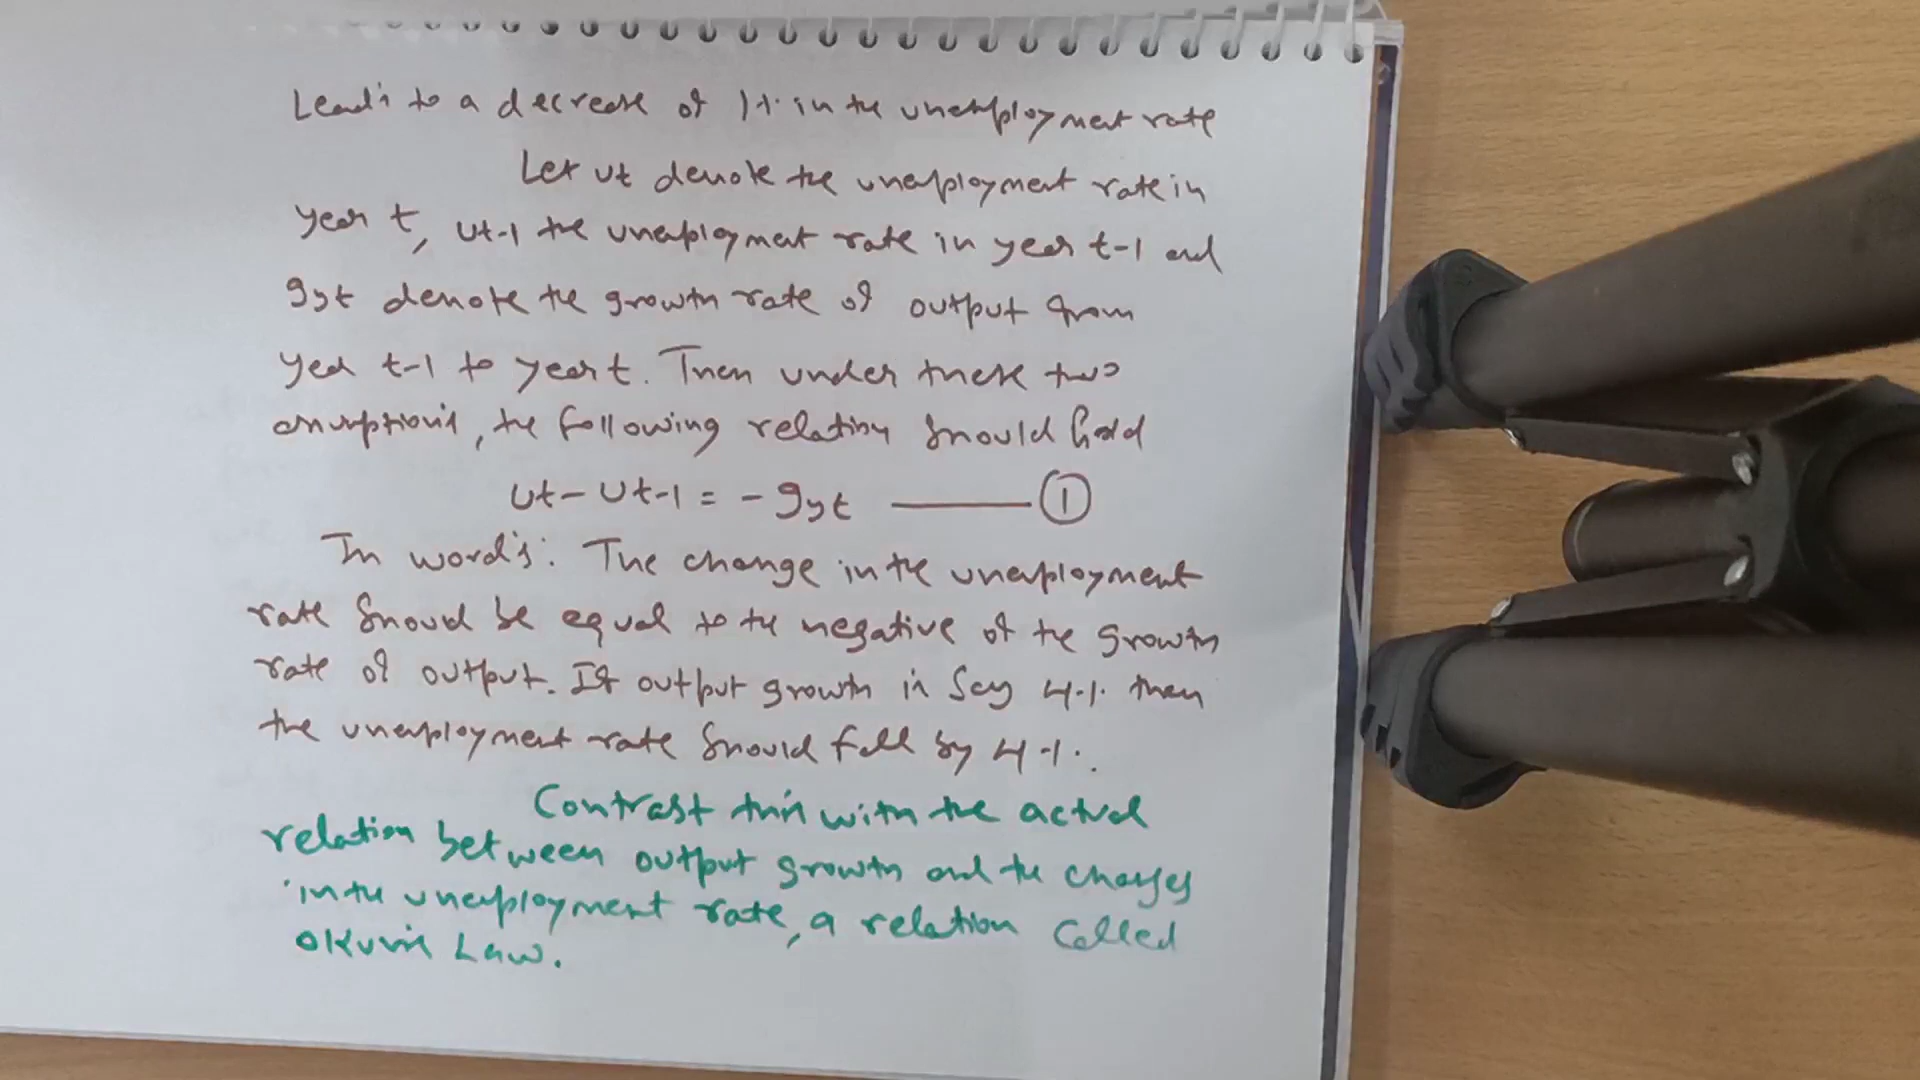 Leads to a decrease of 1% in the unemployment rate
Let ut denote the unemployment rate in
year t, ut-1 the unemployment rate in year t-1 and
gyt denote the growth rate of output from
year t-1 to year t. Then under these two
assumptions, the following relation should hold
ut - ut-1 = - gyt ——— ①
In words: The change in the unemployment
rate should be equal to the negative of the growth
rate of output. If output growth is say 4% then
the unemployment rate should fall by 4%.
Contrast this with the actual
relation between output growth and the changes
in the unemployment rate, a relation called
Okun's Law.